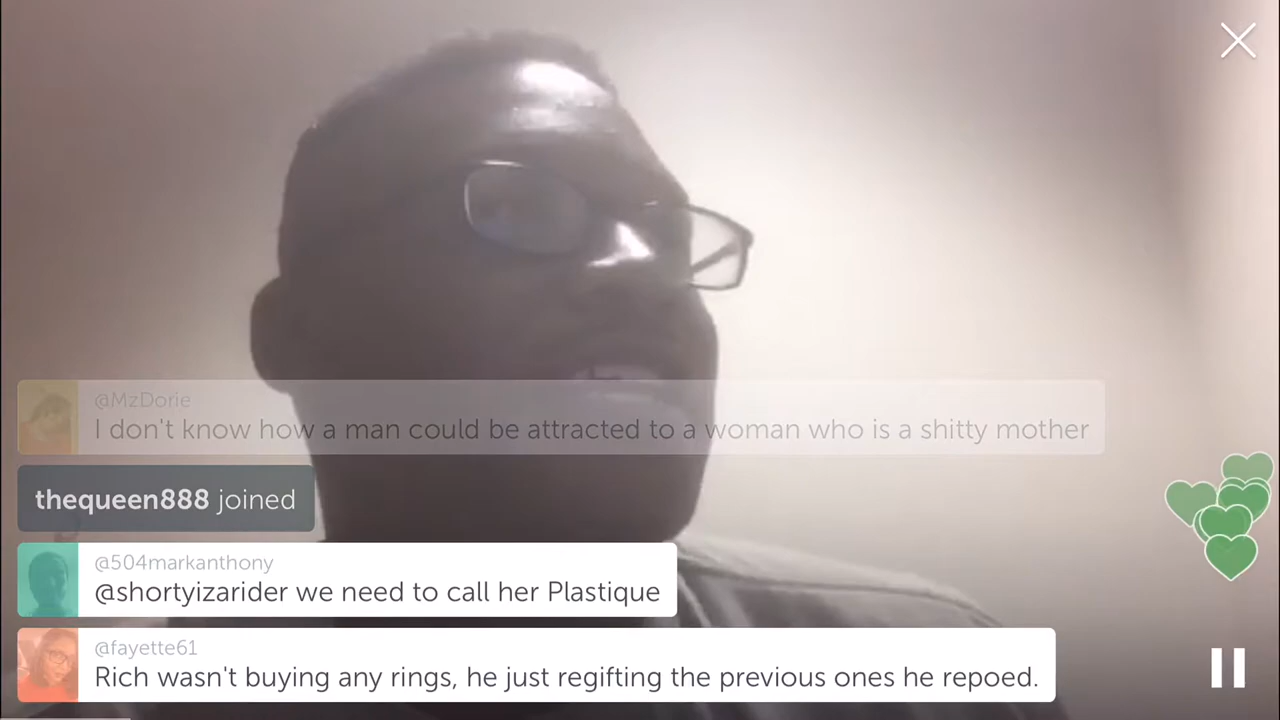 @MzDorie
I don't know how a man could be attracted to a woman who is a shitty mother
thequeen888 joined
@504markanthony
@shortyizarider we need to call her Plastique
@fayette61
Rich wasn't buying any rings, he just regifting the previous ones he repoed.